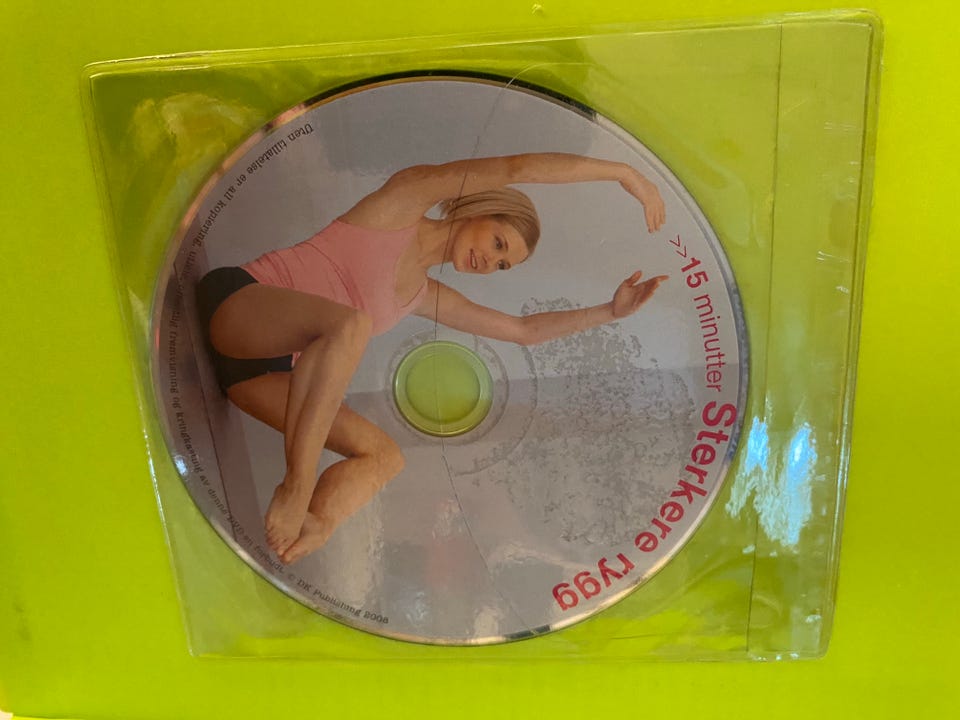 >>15 minutter Sterkere rygg
Uten tillatelse er all kopiering, utleie, offentlig fremvisning og kringkasting av denne DVD-en forbudt. © DK Publishing 2008